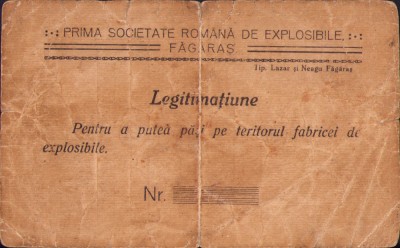 PRIMA SOCIETATE ROMÂNĂ DE EXPLOSIBILE,
FĂGĂRAȘ
Tip. Lazar și Neagu Făgăraș
Legitimațiune
Pentru a putea păși pe teritorul fabricei de
explosibile.
Nr.